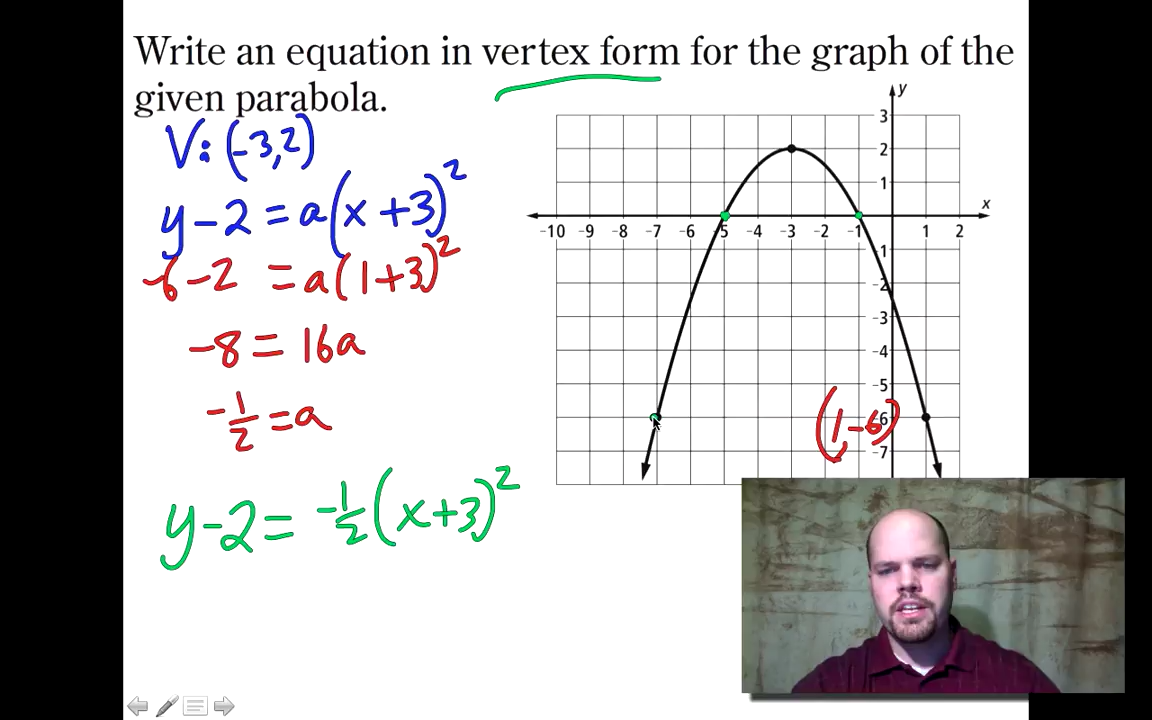 Write an equation in vertex form for the graph of the
given parabola.
V: (-3,2)
y-2 = a(x+3)²
-6-2 = a(1+3)²
-8 = 16a
-1/2 = a
y-2 = -1/2(x+3)²
y
3
2
1
x
-10 -9 -8 -7 -6 -5 -4 -3 -2 -1 1 2
-1
-2
-3
-4
-5
-6
-7
(1,-6)